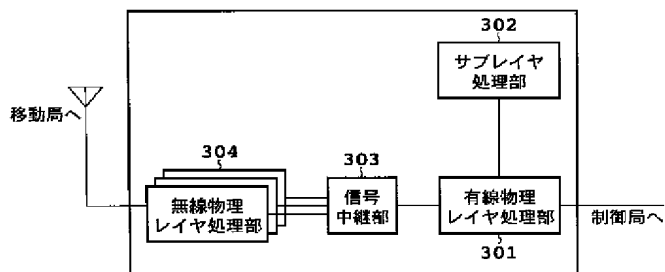 302
サブレイヤ
処理部
移動局へ
304
無線物理
レイヤ処理部
303
信号
中継部
有線物理
レイヤ処理部
301
制御局へ